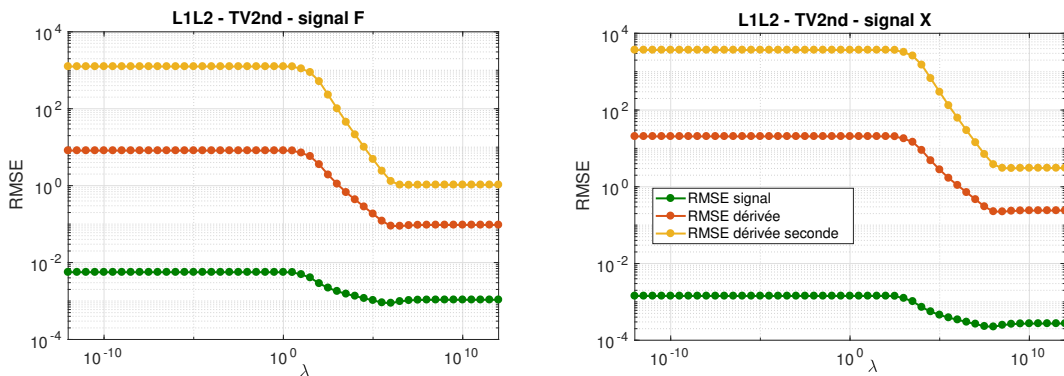 L1L2 - TV2nd - signal F
RMSE
10^4
10^2
10^0
10^-2
10^-4
10^-10
10^0
10^10
λ
L1L2 - TV2nd - signal X
RMSE
10^4
10^2
10^0
10^-2
10^-4
RMSE signal
RMSE dérivée
RMSE dérivée seconde
10^-10
10^0
10^10
λ